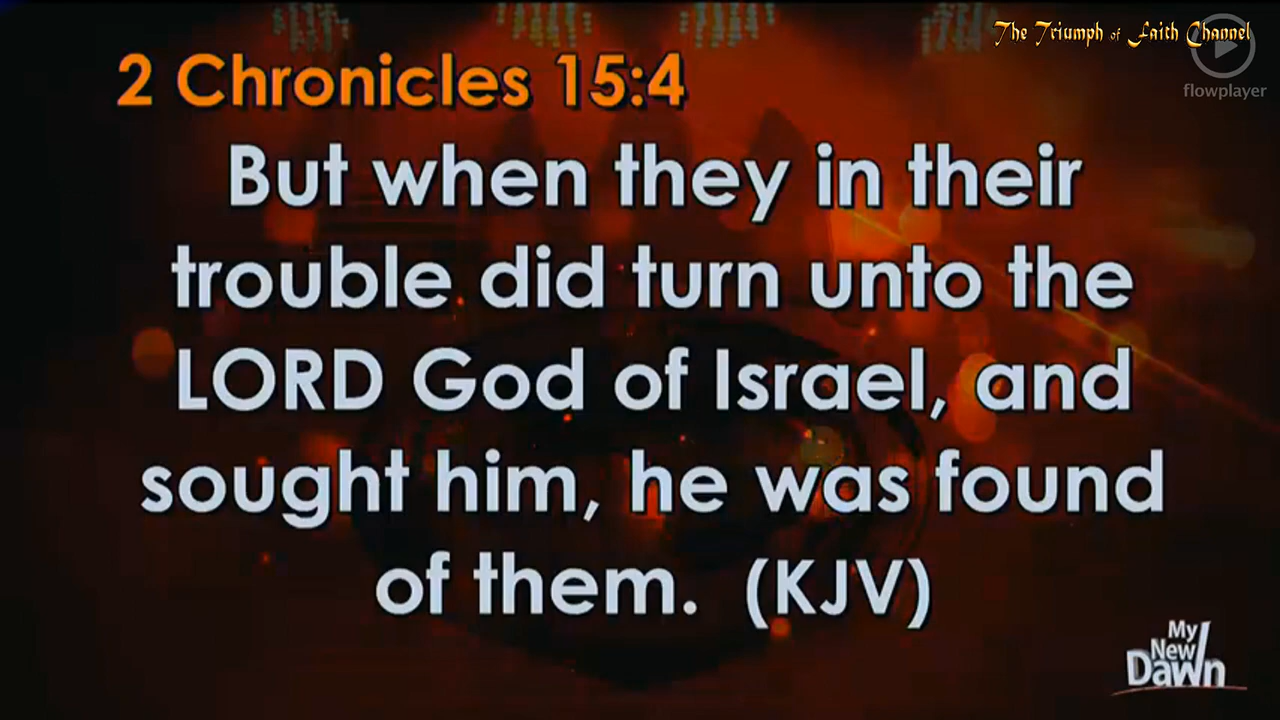 The Triumph of Faith Channel
flowplayer
2 Chronicles 15:4
But when they in their
trouble did turn unto the
LORD God of Israel, and
sought him, he was found
of them. (KJV)
My
New
Dawn